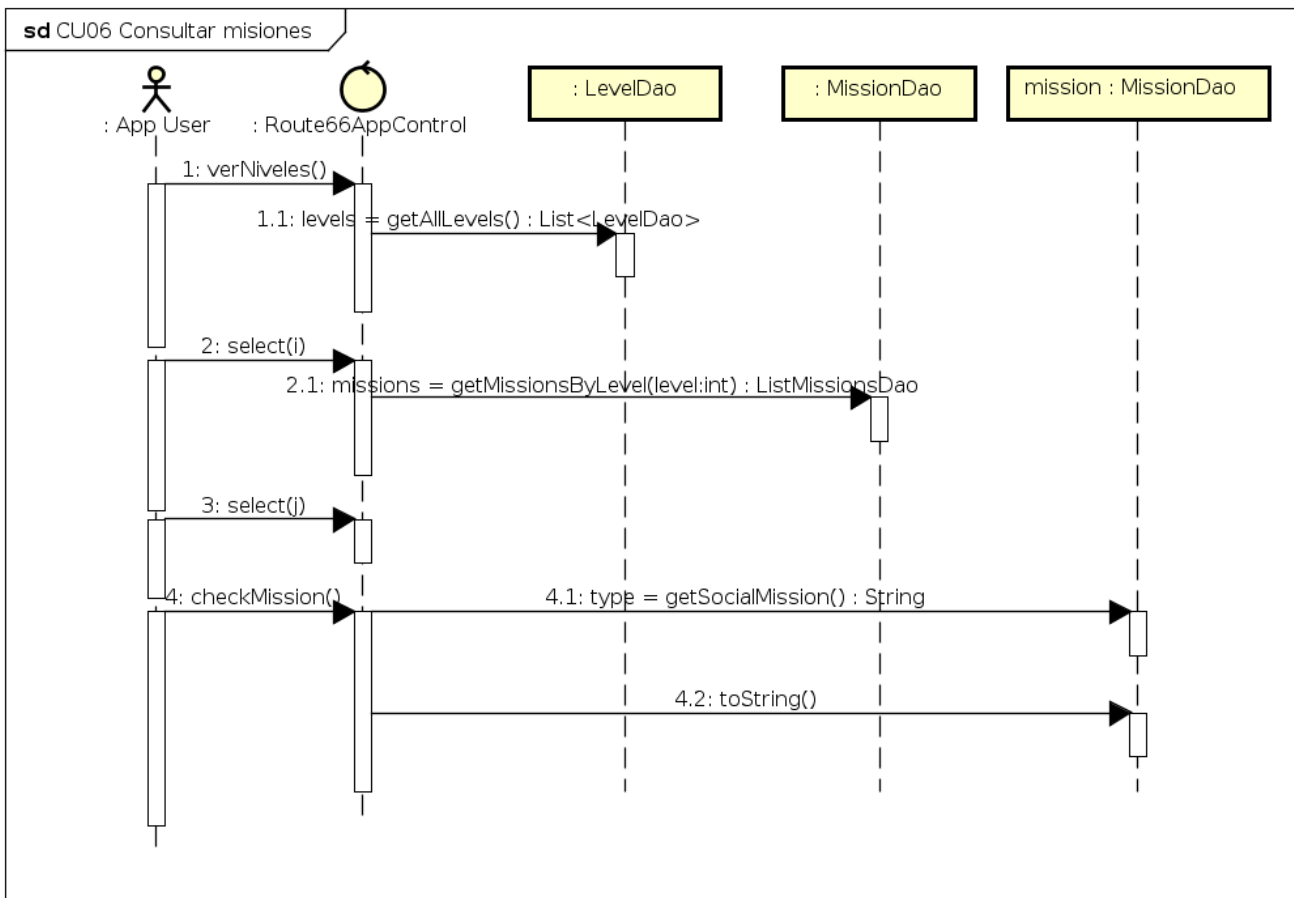 sd CU06 Consultar misiones
: LevelDao
: MissionDao
mission : MissionDao
: App User
: Route66AppControl
1: verNiveles()
1.1: levels = getAllLevels() : List<LevelDao>
2: select(i)
2.1: missions = getMissionsByLevel(level:int) : ListMissionsDao
3: select(j)
4: checkMission()
4.1: type = getSocialMission() : String
4.2: toString()